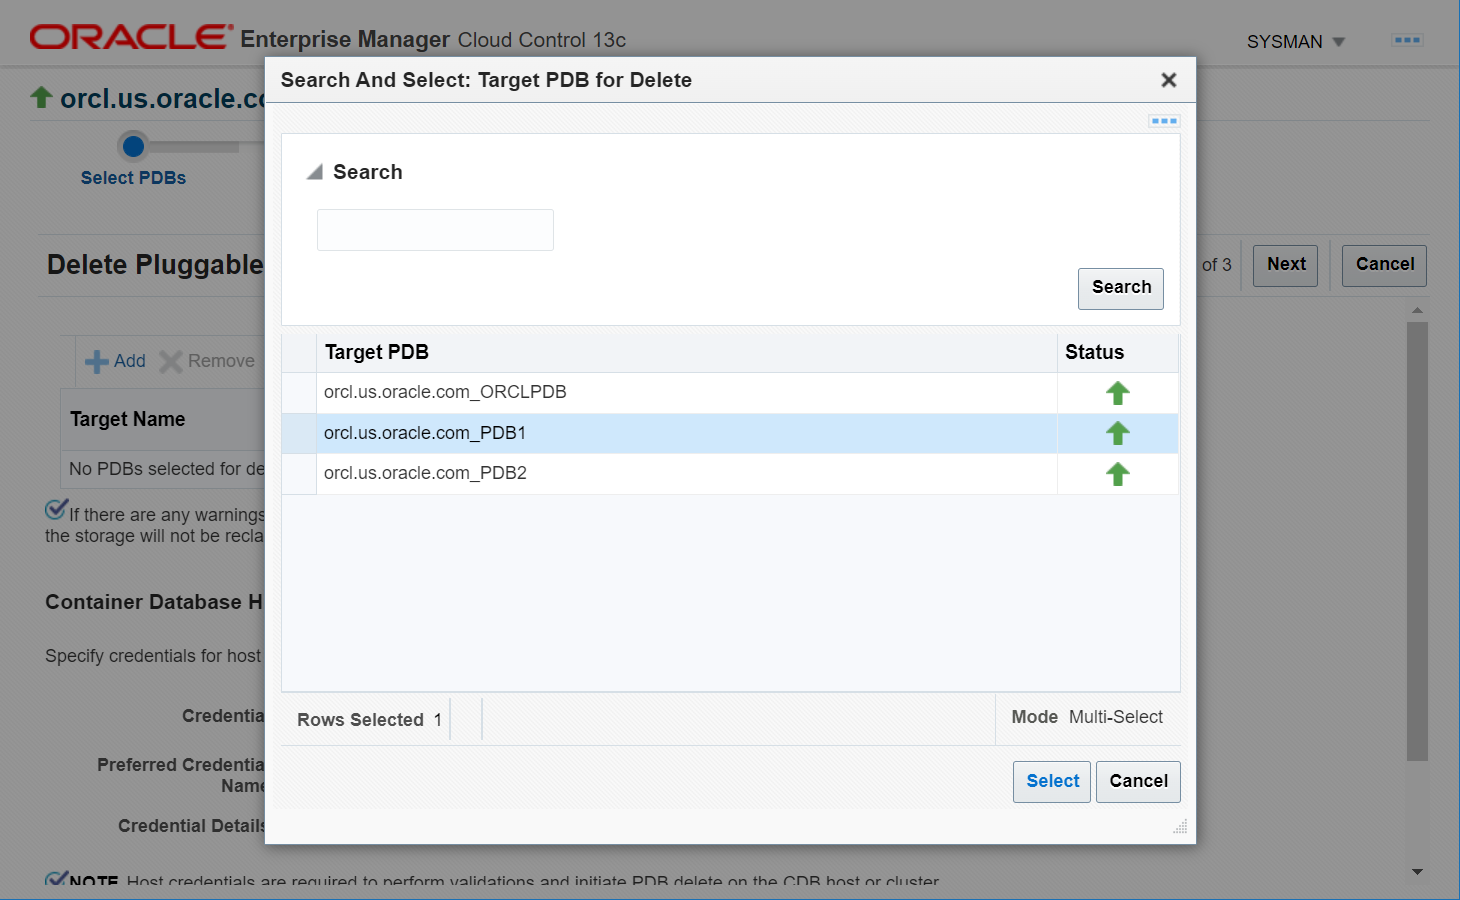 ORACLE Enterprise Manager Cloud Control 13c
SYSMAN
orcl.us.oracle.c
Select PDBs
Delete Pluggable
of 3
Next
Cancel
Add
Remove
Target Name
No PDBs selected for de
If there are any warnings
the storage will not be recla
Container Database H
Specify credentials for host
Credentia
Preferred Credentia
Name
Credential Details
NOTE Host credentials are required to perform validations and initiate PDB delete on the CDB host or cluster
Search And Select: Target PDB for Delete
Search
Search
Target PDB
Status
orcl.us.oracle.com_ORCLPDB
orcl.us.oracle.com_PDB1
orcl.us.oracle.com_PDB2
Rows Selected 1
Mode Multi-Select
Select
Cancel